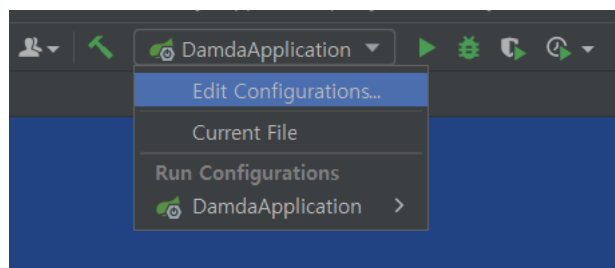 DamdaApplication
Edit Configurations...
Current File
Run Configurations
DamdaApplication